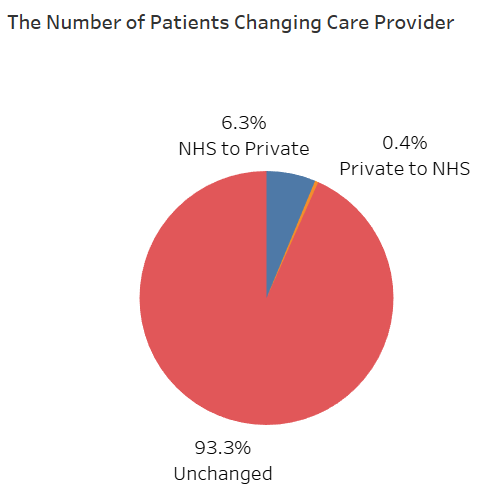 The Number of Patients Changing Care Provider
6.3%
NHS to Private
0.4%
Private to NHS
93.3%
Unchanged